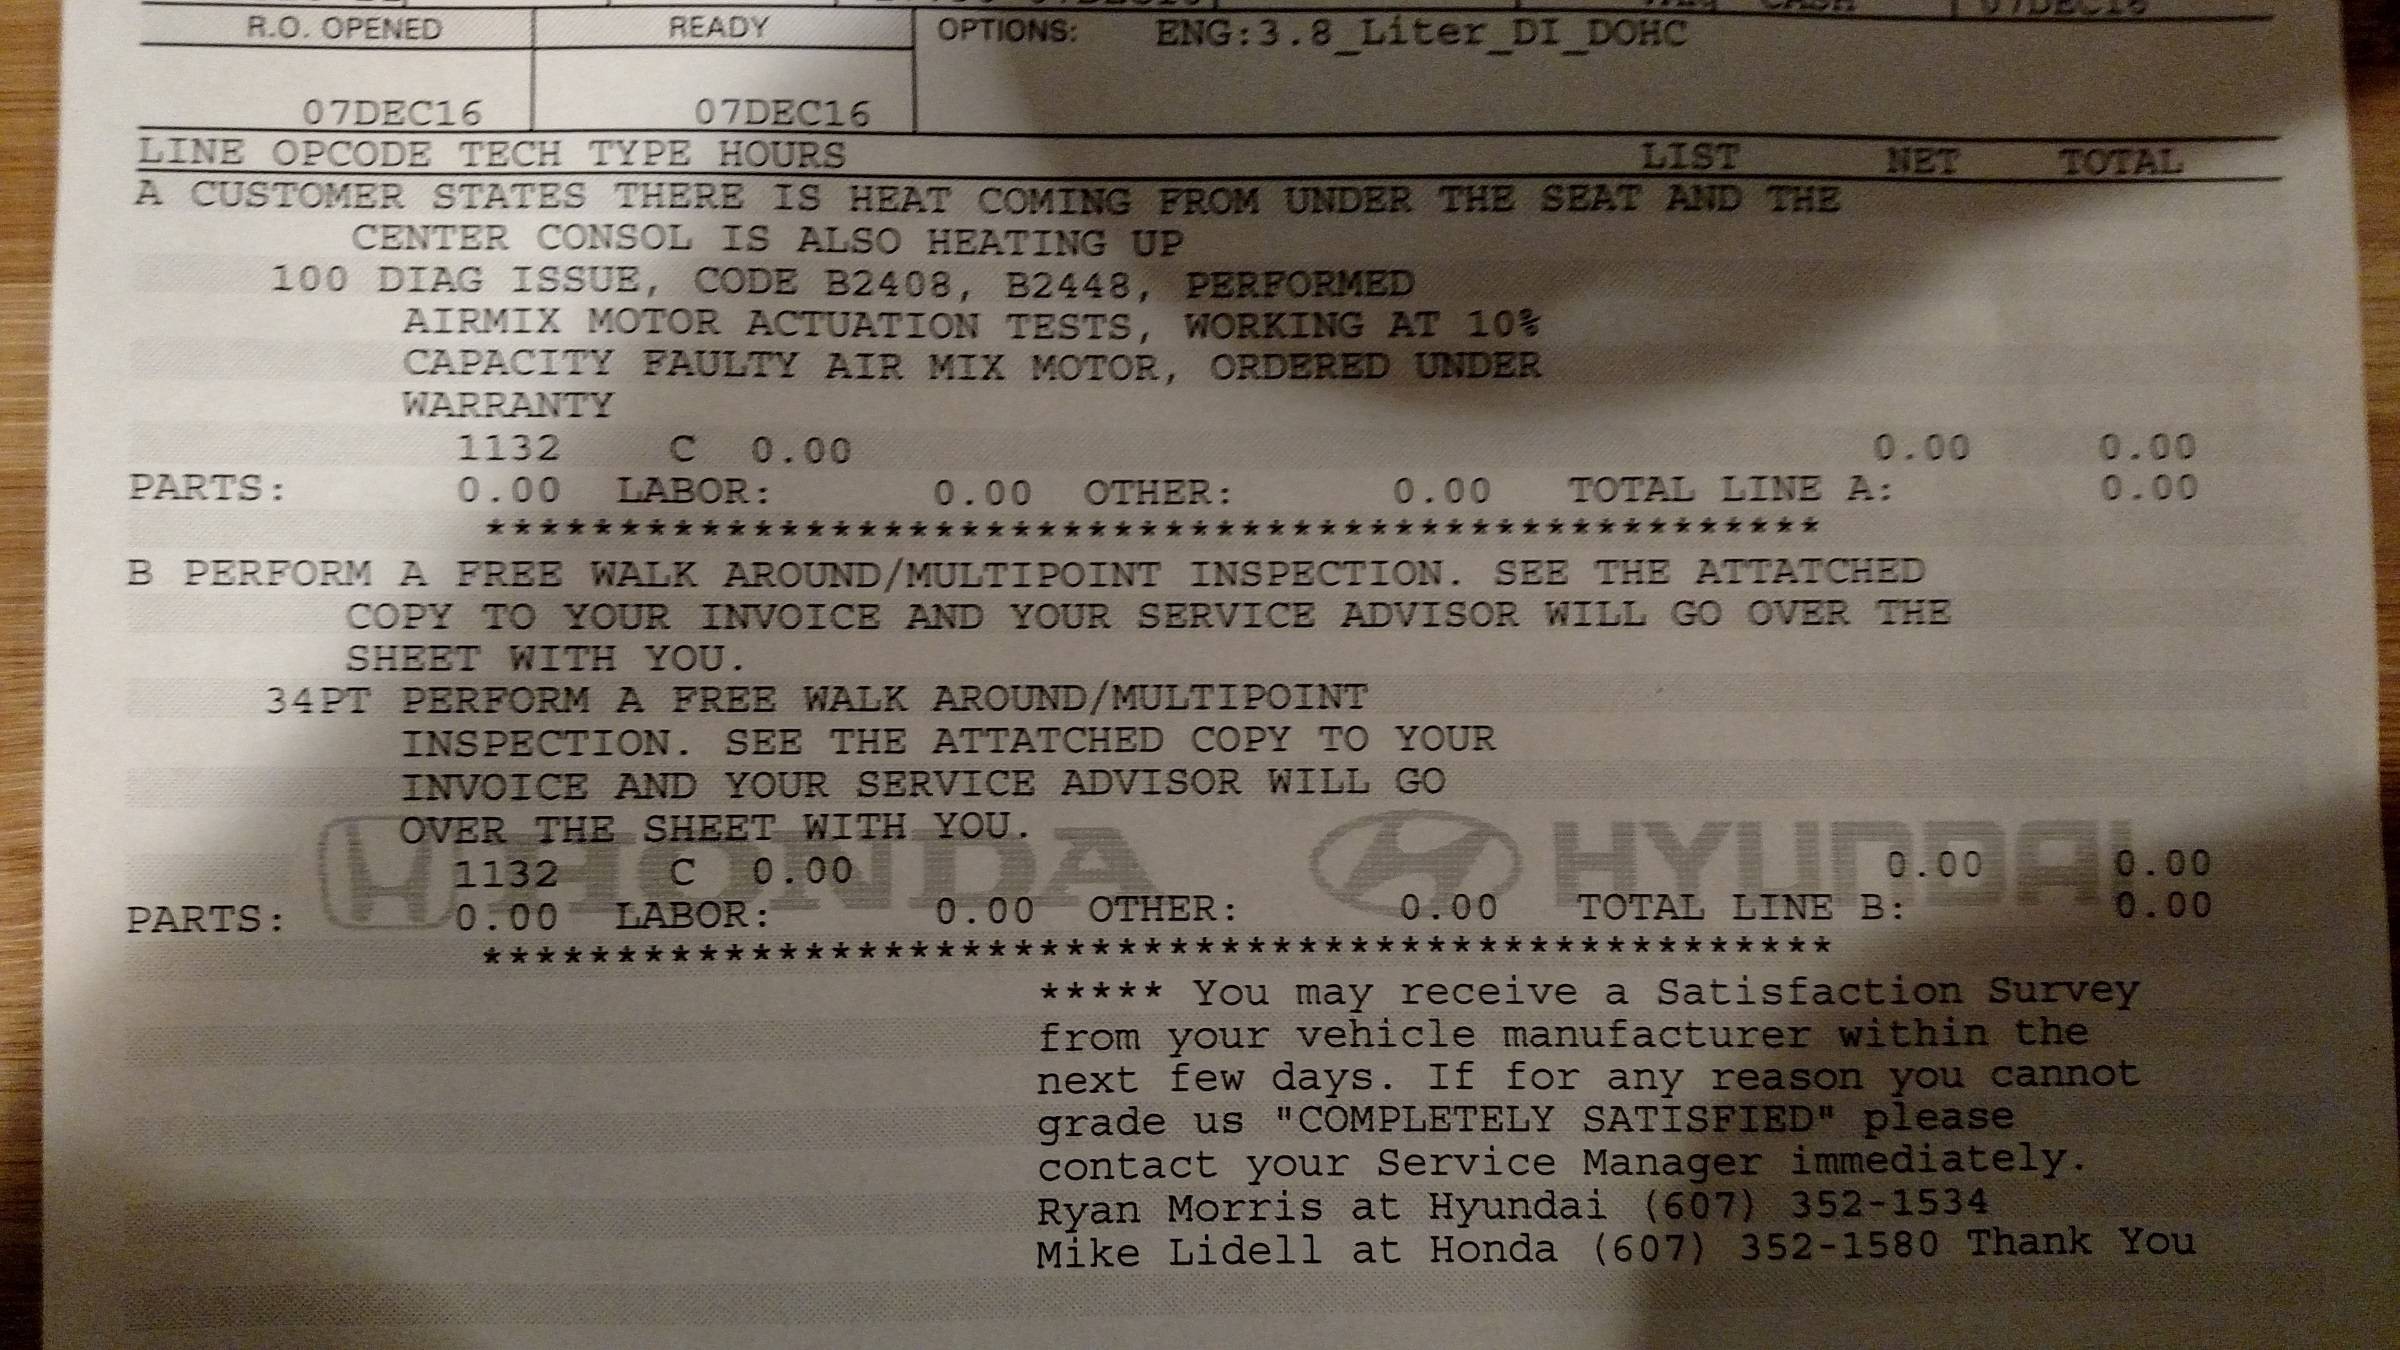 CASH 07DEC16
R.O. OPENED READY OPTIONS: ENG:3.8_Liter_DI_DOHC
07DEC16 07DEC16
LINE OPCODE TECH TYPE HOURS LIST NET TOTAL
A CUSTOMER STATES THERE IS HEAT COMING FROM UNDER THE SEAT AND THE
CENTER CONSOL IS ALSO HEATING UP
100 DIAG ISSUE, CODE B2408, B2448, PERFORMED
AIRMIX MOTOR ACTUATION TESTS, WORKING AT 10%
CAPACITY FAULTY AIR MIX MOTOR, ORDERED UNDER
WARRANTY
1132 C 0.00 0.00 0.00
PARTS: 0.00 LABOR: 0.00 OTHER: 0.00 TOTAL LINE A: 0.00
**************************************************
B PERFORM A FREE WALK AROUND/MULTIPOINT INSPECTION. SEE THE ATTATCHED
COPY TO YOUR INVOICE AND YOUR SERVICE ADVISOR WILL GO OVER THE
SHEET WITH YOU.
34PT PERFORM A FREE WALK AROUND/MULTIPOINT
INSPECTION. SEE THE ATTATCHED COPY TO YOUR
INVOICE AND YOUR SERVICE ADVISOR WILL GO
OVER THE SHEET WITH YOU.
HONDA HYUNDAI
1132 C 0.00 0.00 0.00
PARTS: 0.00 LABOR: 0.00 OTHER: 0.00 TOTAL LINE B: 0.00
***************************************************
***** You may receive a Satisfaction Survey
from your vehicle manufacturer within the
next few days. If for any reason you cannot
grade us "COMPLETELY SATISFIED" please
contact your Service Manager immediately.
Ryan Morris at Hyundai (607) 352-1534
Mike Lidell at Honda (607) 352-1580 Thank You